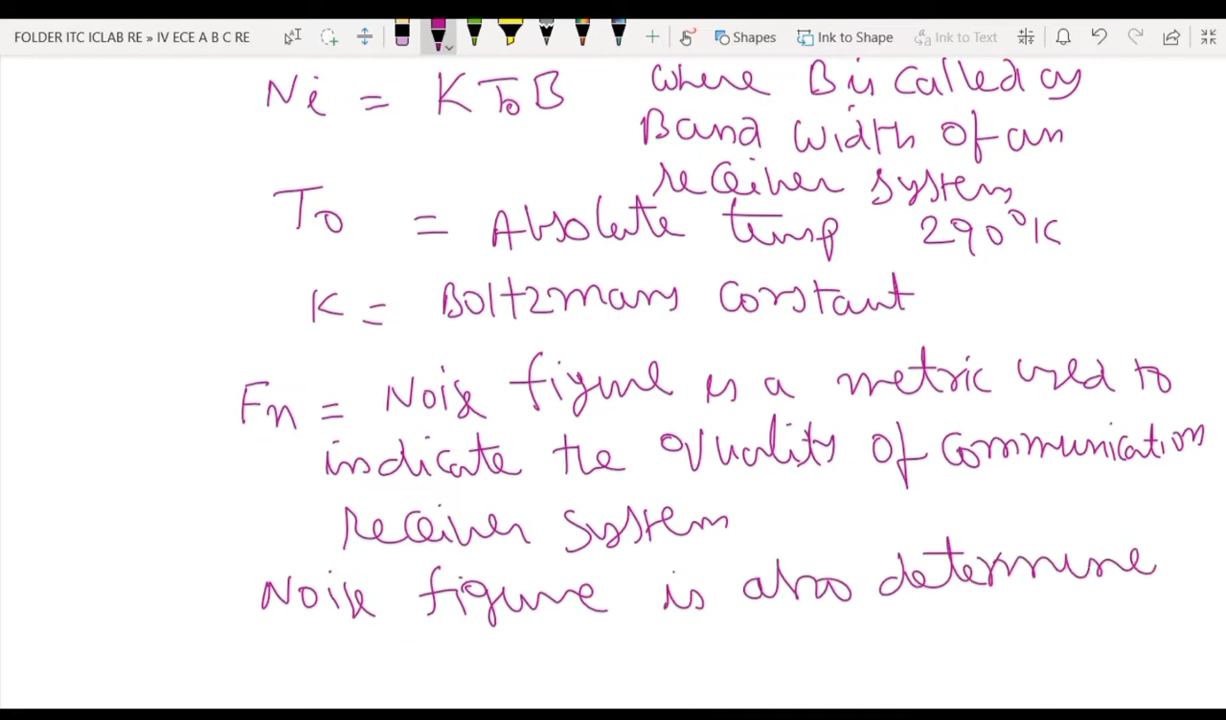 FOLDER ITC ICLAB RE » IV ECE A B C RE
Shapes Ink to Shape Ink to Text
Ni = KToB where B is called as
Band width of an
receiver system
To = Absolute temp 290°K
K = Boltzmans constant
Fn = Noise figure is a metric used to
indicate the quality of communication
receiver system
Noise figure is also determine